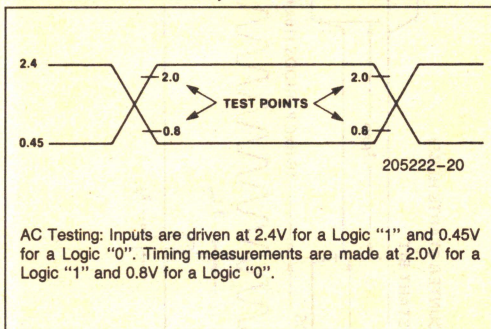 2.4
2.0
2.0
TEST POINTS
0.8
0.8
0.45
205222-20
AC Testing: Inputs are driven at 2.4V for a Logic "1" and 0.45V
for a Logic "0". Timing measurements are made at 2.0V for a
Logic "1" and 0.8V for a Logic "0".